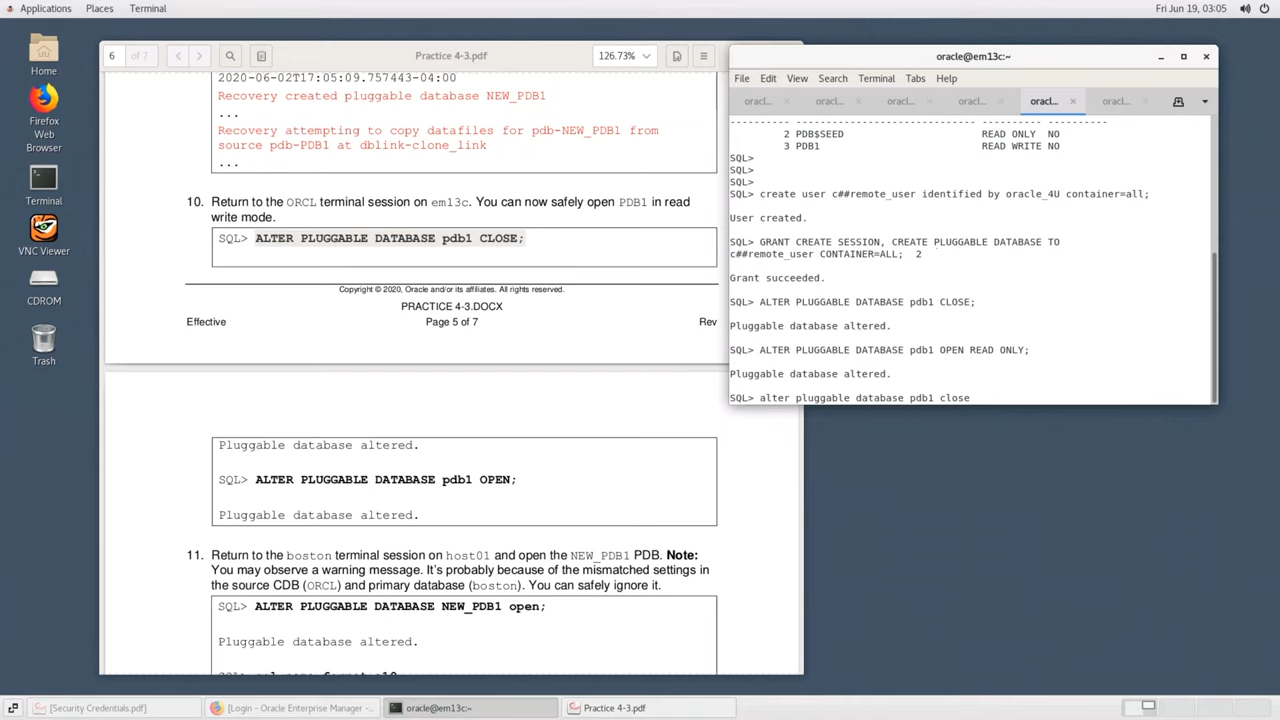 Applications Places Terminal Fri Jun 19, 03:05
Home
Firefox
Web
Browser
Terminal
VNC Viewer
CDROM
Trash
6 of 7 Practice 4-3.pdf 126.73%
2020-06-02T17:05:09.757443-04:00
Recovery created pluggable database NEW_PDB1
...
Recovery attempting to copy datafiles for pdb-NEW_PDB1 from
source pdb-PDB1 at dblink-clone_link
...
10. Return to the ORCL terminal session on em13c. You can now safely open PDB1 in read
write mode.
SQL> ALTER PLUGGABLE DATABASE pdb1 CLOSE;
Copyright © 2020, Oracle and/or its affiliates. All rights reserved.
PRACTICE 4-3.DOCX
Effective Page 5 of 7 Rev
Pluggable database altered.
SQL> ALTER PLUGGABLE DATABASE pdb1 OPEN;
Pluggable database altered.
11. Return to the boston terminal session on host01 and open the NEW_PDB1 PDB. Note:
You may observe a warning message. It's probably because of the mismatched settings in
the source CDB (ORCL) and primary database (boston). You can safely ignore it.
SQL> ALTER PLUGGABLE DATABASE NEW_PDB1 open;
Pluggable database altered.
oracle@em13c:~
File Edit View Search Terminal Tabs Help
oracl... oracl... oracl... oracl... oracl... oracl...
---------- ------------------------------ ---------- ----------
2 PDB$SEED READ ONLY NO
3 PDB1 READ WRITE NO
SQL>
SQL>
SQL>
SQL> create user c##remote_user identified by oracle_4U container=all;
User created.
SQL> GRANT CREATE SESSION, CREATE PLUGGABLE DATABASE TO
c##remote_user CONTAINER=ALL; 2
Grant succeeded.
SQL> ALTER PLUGGABLE DATABASE pdb1 CLOSE;
Pluggable database altered.
SQL> ALTER PLUGGABLE DATABASE pdb1 OPEN READ ONLY;
Pluggable database altered.
SQL> alter pluggable database pdb1 close
[Security Credentials.pdf] [Login - Oracle Enterprise Manager -... oracle@em13c:~ Practice 4-3.pdf